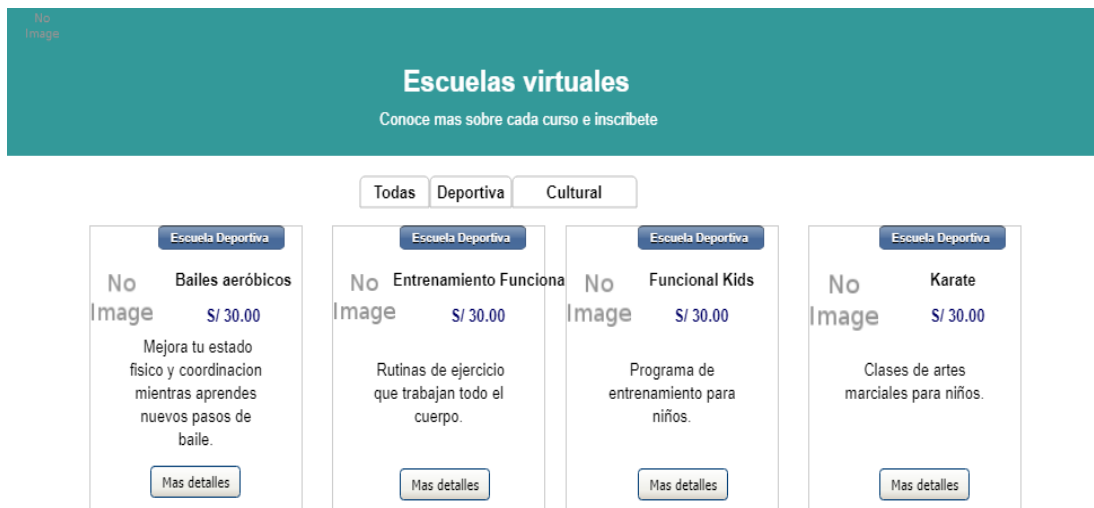 No
Image
Escuelas virtuales
Conoce mas sobre cada curso e inscribete
Todas
Deportiva
Cultural
Escuela Deportiva
No
Image
Bailes aeróbicos
S/ 30.00
Mejora tu estado
fisico y coordinacion
mientras aprendes
nuevos pasos de
baile.
Mas detalles
Escuela Deportiva
No
Image
Entrenamiento Funciona
S/ 30.00
Rutinas de ejercicio
que trabajan todo el
cuerpo.
Mas detalles
Escuela Deportiva
No
Image
Funcional Kids
S/ 30.00
Programa de
entrenamiento para
niños.
Mas detalles
Escuela Deportiva
No
Image
Karate
S/ 30.00
Clases de artes
marciales para niños.
Mas detalles